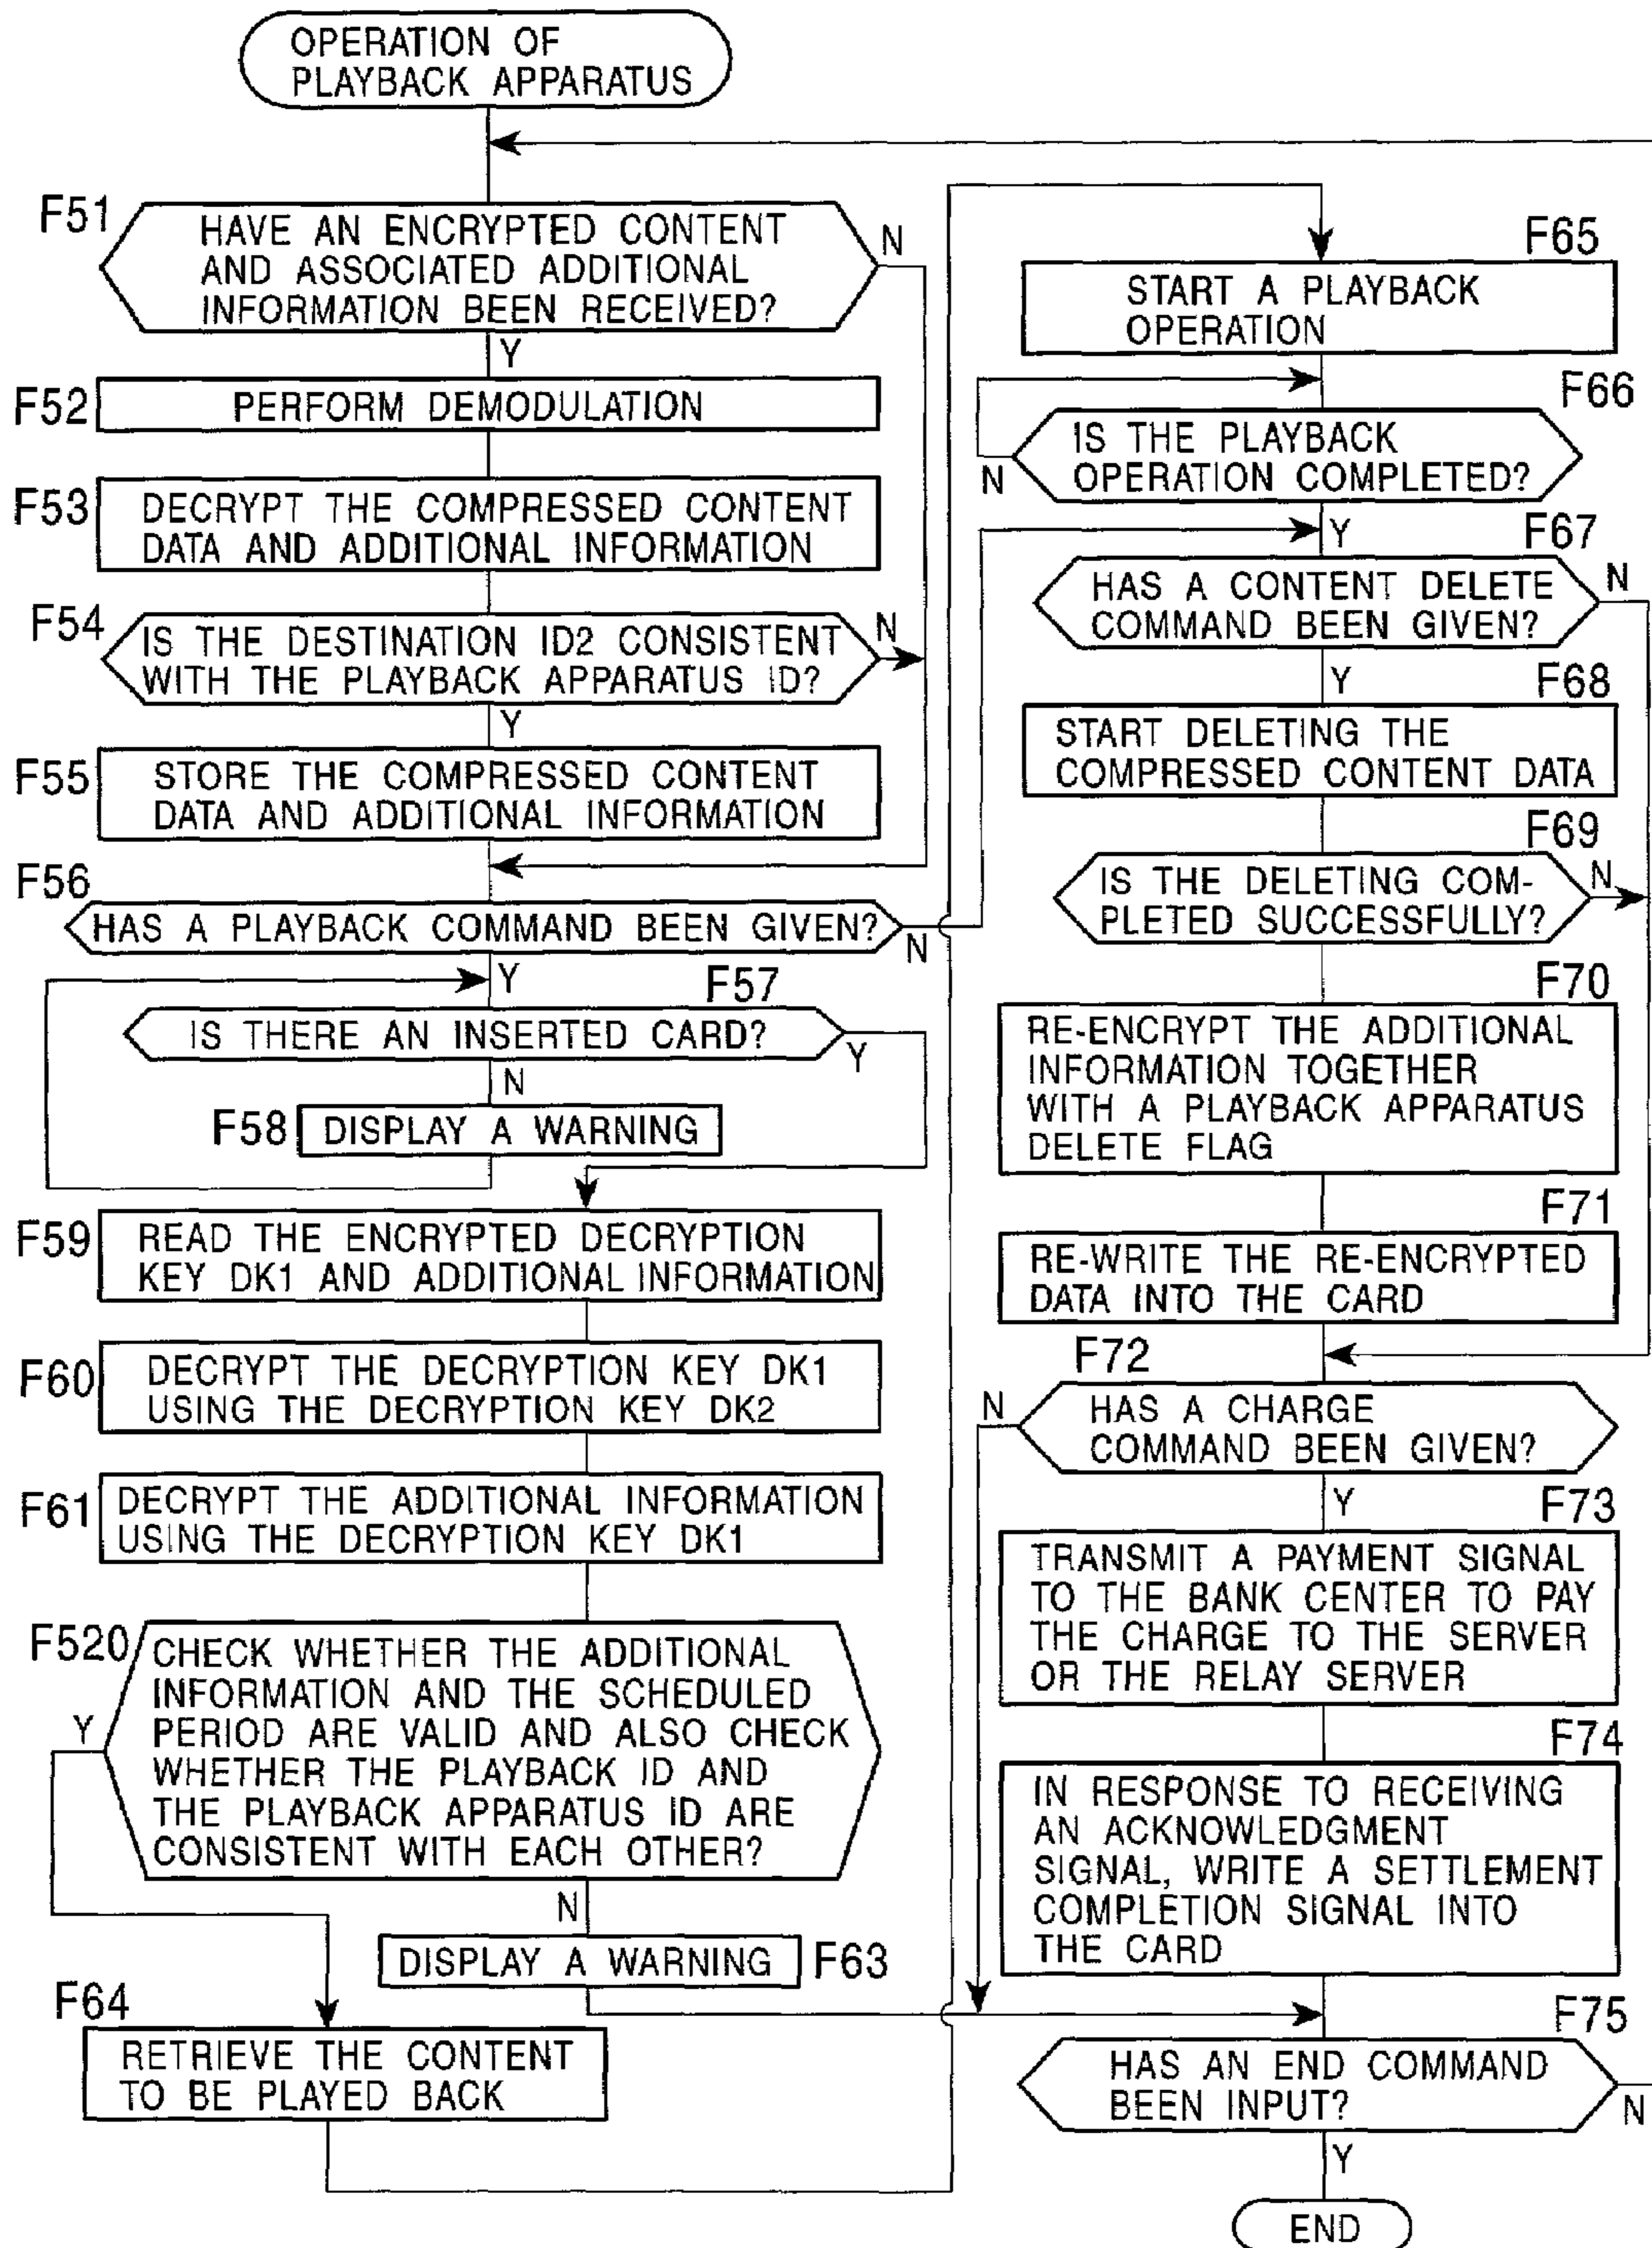 OPERATION OF
PLAYBACK APPARATUS
F51
HAVE AN ENCRYPTED CONTENT
AND ASSOCIATED ADDITIONAL
INFORMATION BEEN RECEIVED?
N
Y
F52
PERFORM DEMODULATION
F53
DECRYPT THE COMPRESSED CONTENT
DATA AND ADDITIONAL INFORMATION
F54
IS THE DESTINATION ID2 CONSISTENT
WITH THE PLAYBACK APPARATUS ID?
N
Y
F55
STORE THE COMPRESSED CONTENT
DATA AND ADDITIONAL INFORMATION
F56
HAS A PLAYBACK COMMAND BEEN GIVEN?
N
Y
F57
IS THERE AN INSERTED CARD?
Y
N
F58
DISPLAY A WARNING
F59
READ THE ENCRYPTED DECRYPTION
KEY DK1 AND ADDITIONAL INFORMATION
F60
DECRYPT THE DECRYPTION KEY DK1
USING THE DECRYPTION KEY DK2
F61
DECRYPT THE ADDITIONAL INFORMATION
USING THE DECRYPTION KEY DK1
F520
CHECK WHETHER THE ADDITIONAL
INFORMATION AND THE SCHEDULED
PERIOD ARE VALID AND ALSO CHECK
WHETHER THE PLAYBACK ID AND
THE PLAYBACK APPARATUS ID ARE
CONSISTENT WITH EACH OTHER?
Y
N
DISPLAY A WARNING
F63
F64
RETRIEVE THE CONTENT
TO BE PLAYED BACK
F65
START A PLAYBACK
OPERATION
F66
IS THE PLAYBACK
OPERATION COMPLETED?
N
Y
F67
HAS A CONTENT DELETE
COMMAND BEEN GIVEN?
N
Y
F68
START DELETING THE
COMPRESSED CONTENT DATA
F69
IS THE DELETING COM-
PLETED SUCCESSFULLY?
N
F70
RE-ENCRYPT THE ADDITIONAL
INFORMATION TOGETHER
WITH A PLAYBACK APPARATUS
DELETE FLAG
F71
RE-WRITE THE RE-ENCRYPTED
DATA INTO THE CARD
F72
HAS A CHARGE
COMMAND BEEN GIVEN?
N
Y
F73
TRANSMIT A PAYMENT SIGNAL
TO THE BANK CENTER TO PAY
THE CHARGE TO THE SERVER
OR THE RELAY SERVER
F74
IN RESPONSE TO RECEIVING
AN ACKNOWLEDGMENT
SIGNAL, WRITE A SETTLEMENT
COMPLETION SIGNAL INTO
THE CARD
F75
HAS AN END COMMAND
BEEN INPUT?
N
Y
END